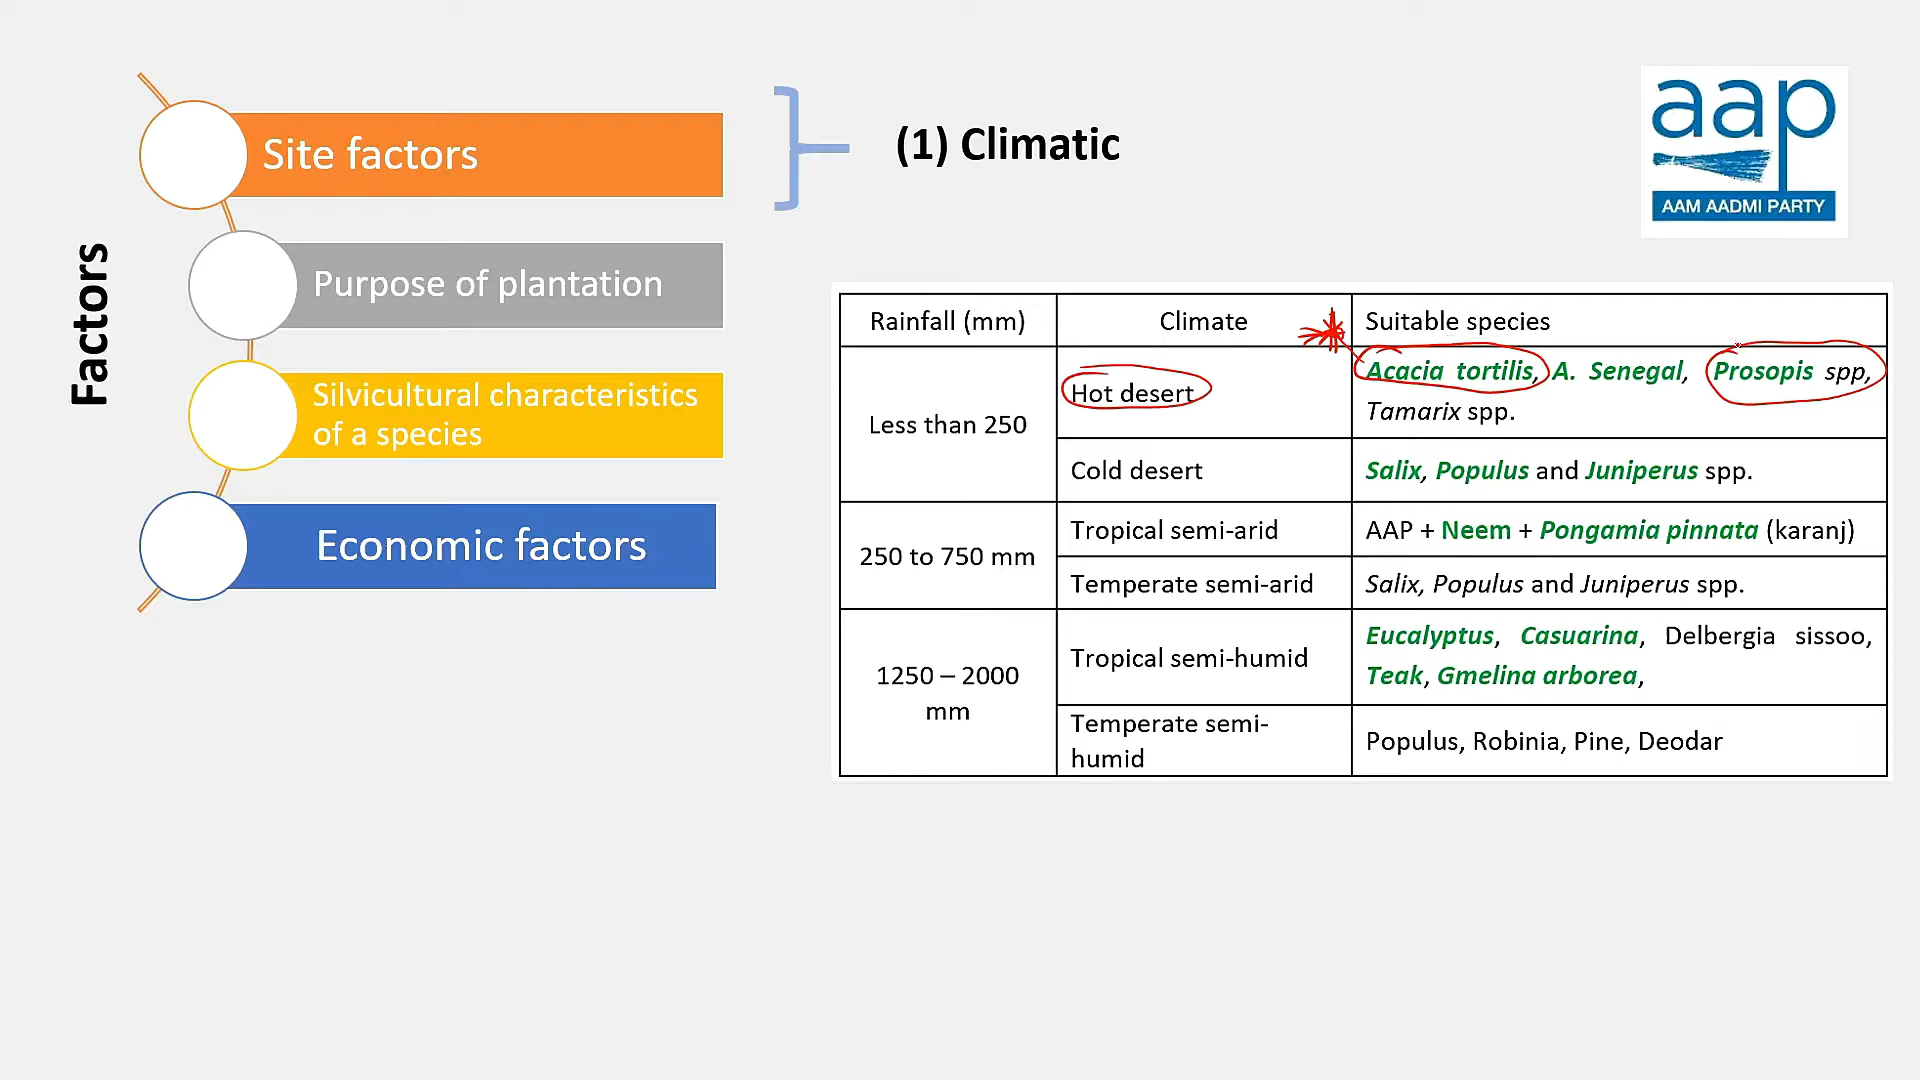 Factors
Site factors
Purpose of plantation
Silvicultural characteristics
of a species
Economic factors
(1) Climatic
aap
AAM AADMI PARTY
Rainfall (mm) Climate Suitable species
Less than 250
Hot desert
Acacia tortilis, A. Senegal, Prosopis spp,
Tamarix spp.
Cold desert
Salix, Populus and Juniperus spp.
250 to 750 mm
Tropical semi-arid
AAP + Neem + Pongamia pinnata (karanj)
Temperate semi-arid
Salix, Populus and Juniperus spp.
1250 – 2000
mm
Tropical semi-humid
Eucalyptus, Casuarina, Delbergia sissoo,
Teak, Gmelina arborea,
Temperate semi-
humid
Populus, Robinia, Pine, Deodar